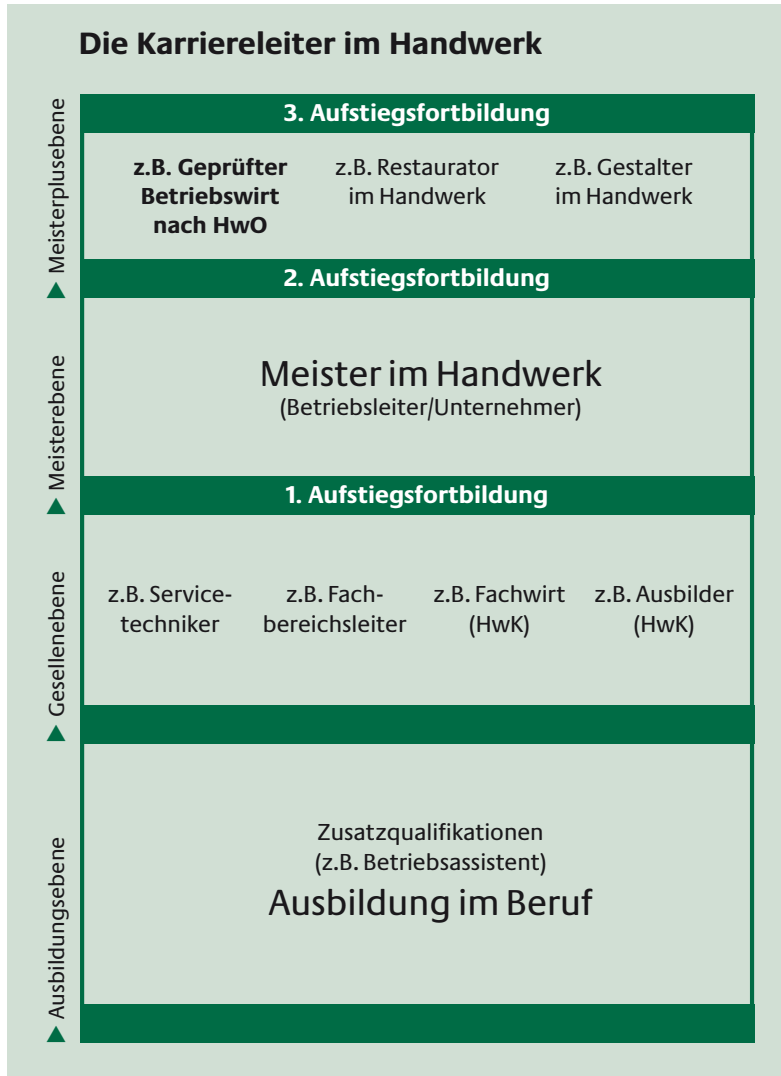 Die Karriereleiter im Handwerk
▲ Meisterplusebene
3. Aufstiegsfortbildung
z.B. Geprüfter
Betriebswirt
nach HwO
z.B. Restaurator
im Handwerk
z.B. Gestalter
im Handwerk
2. Aufstiegsfortbildung
▲ Meisterebene
Meister im Handwerk
(Betriebsleiter/Unternehmer)
1. Aufstiegsfortbildung
▲ Gesellenebene
z.B. Service-
techniker
z.B. Fach-
bereichsleiter
z.B. Fachwirt
(HwK)
z.B. Ausbilder
(HwK)
▲ Ausbildungsebene
Zusatzqualifikationen
(z.B. Betriebsassistent)
Ausbildung im Beruf